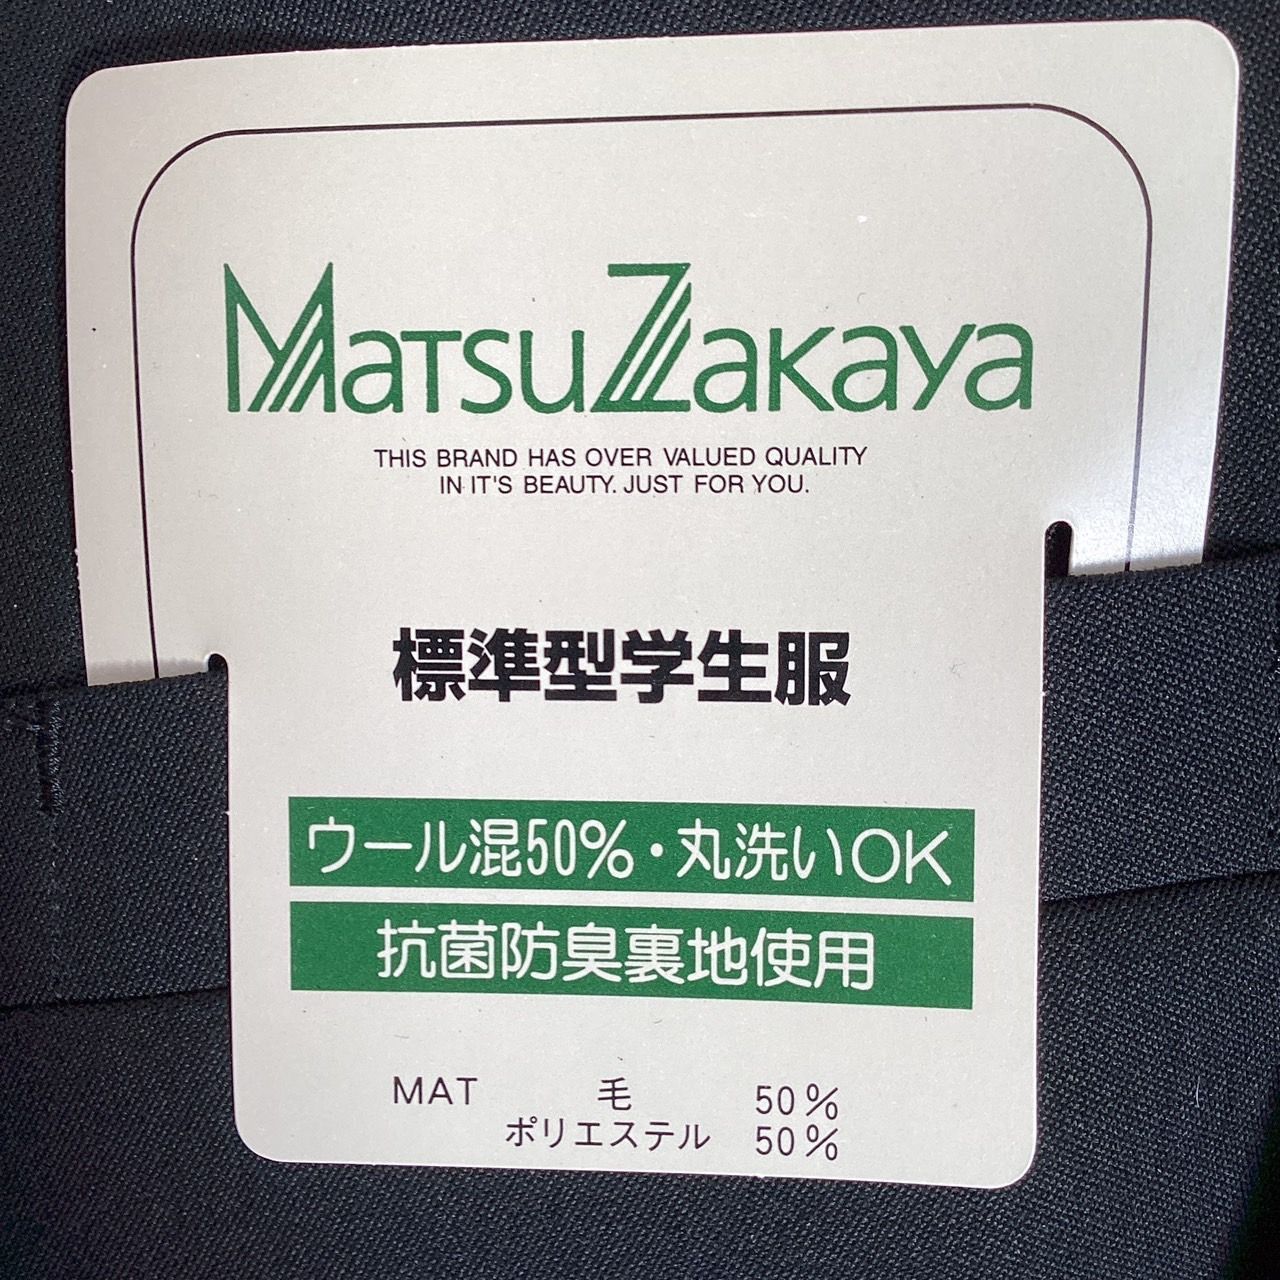 MatsuZakaya
THIS BRAND HAS OVER VALUED QUALITY
IN IT'S BEAUTY. JUST FOR YOU.
標準型学生服
ウール混50%・丸洗いOK
抗菌防臭裏地使用
MAT 毛 50%
ポリエステル 50%